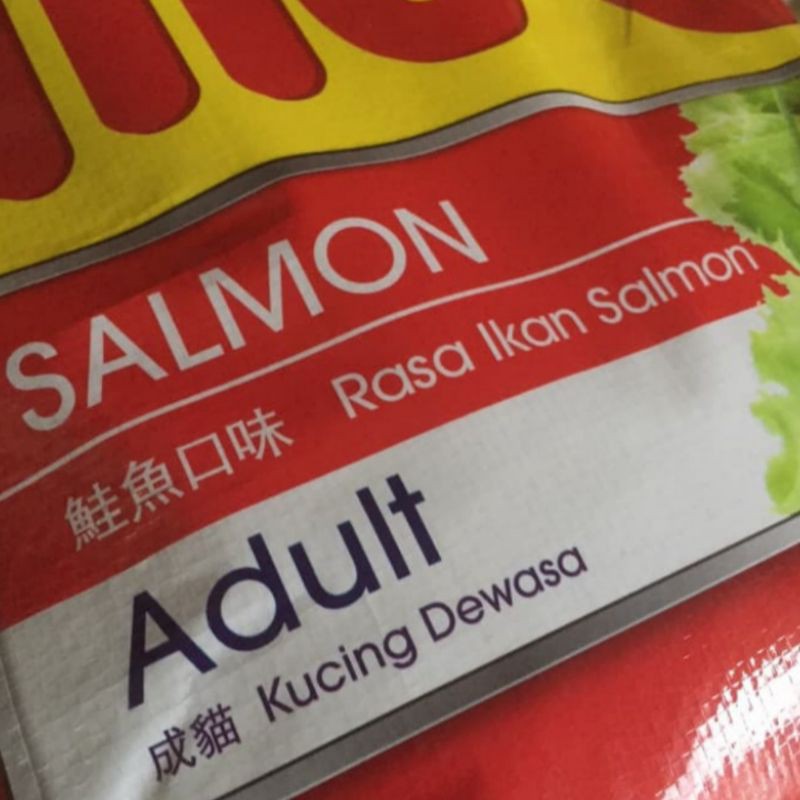 SALMON
鮭魚口味 Rasa Ikan Salmon
Adult
成貓 Kucing Dewasa